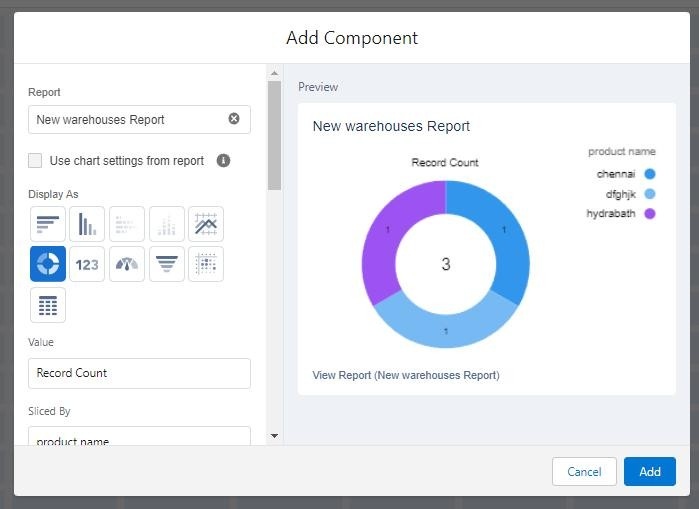 Add Component
Report
New warehouses Report
Use chart settings from report
Display As
123
Value
Record Count
Sliced By
product name
Preview
New warehouses Report
product name
Record Count
chennai
dfghjk
hydrabath
1
1
3
1
View Report (New warehouses Report)
Cancel
Add